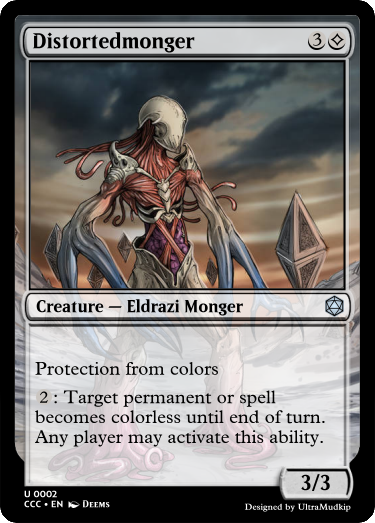 Distortedmonger 3
Creature — Eldrazi Monger
Protection from colors
2 : Target permanent or spell
becomes colorless until end of turn.
Any player may activate this ability.
3/3
U 0002
CCC • EN Deems
Designed by UltraMudkip